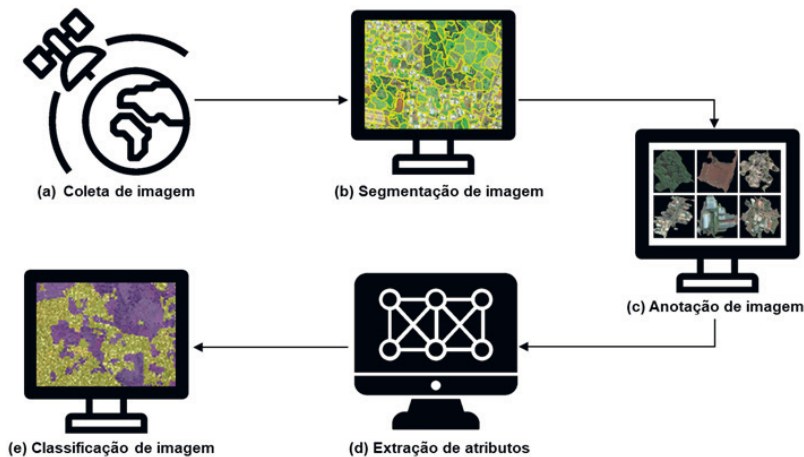 (a) Coleta de imagem
(b) Segmentação de imagem
(c) Anotação de imagem
(d) Extração de atributos
(e) Classificação de imagem